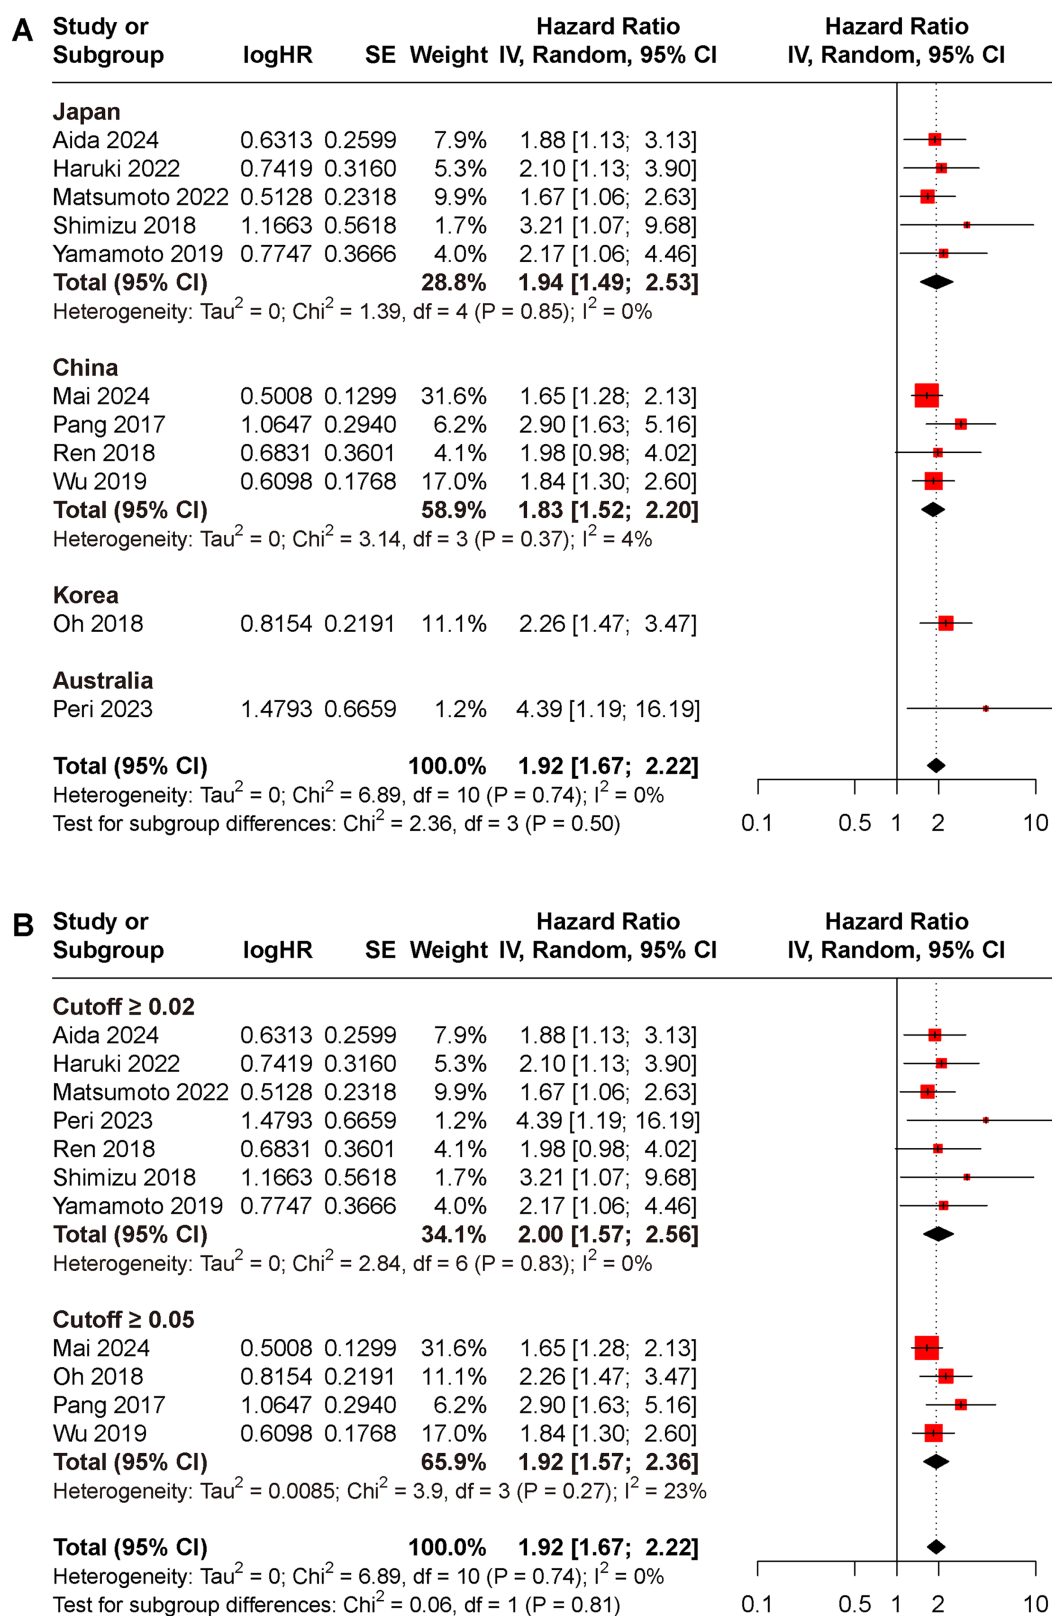 A Study or Hazard Ratio Hazard Ratio
Subgroup logHR SE Weight IV, Random, 95% CI IV, Random, 95% CI
Japan
Aida 2024 0.6313 0.2599 7.9% 1.88 [1.13; 3.13]
Haruki 2022 0.7419 0.3160 5.3% 2.10 [1.13; 3.90]
Matsumoto 2022 0.5128 0.2318 9.9% 1.67 [1.06; 2.63]
Shimizu 2018 1.1663 0.5618 1.7% 3.21 [1.07; 9.68]
Yamamoto 2019 0.7747 0.3666 4.0% 2.17 [1.06; 4.46]
Total (95% CI) 28.8% 1.94 [1.49; 2.53]
Heterogeneity: Tau² = 0; Chi² = 1.39, df = 4 (P = 0.85); I² = 0%
China
Mai 2024 0.5008 0.1299 31.6% 1.65 [1.28; 2.13]
Pang 2017 1.0647 0.2940 6.2% 2.90 [1.63; 5.16]
Ren 2018 0.6831 0.3601 4.1% 1.98 [0.98; 4.02]
Wu 2019 0.6098 0.1768 17.0% 1.84 [1.30; 2.60]
Total (95% CI) 58.9% 1.83 [1.52; 2.20]
Heterogeneity: Tau² = 0; Chi² = 3.14, df = 3 (P = 0.37); I² = 4%
Korea
Oh 2018 0.8154 0.2191 11.1% 2.26 [1.47; 3.47]
Australia
Peri 2023 1.4793 0.6659 1.2% 4.39 [1.19; 16.19]
Total (95% CI) 100.0% 1.92 [1.67; 2.22]
Heterogeneity: Tau² = 0; Chi² = 6.89, df = 10 (P = 0.74); I² = 0%
Test for subgroup differences: Chi² = 2.36, df = 3 (P = 0.50) 0.1 0.5 1 2 10
B Study or Hazard Ratio Hazard Ratio
Subgroup logHR SE Weight IV, Random, 95% CI IV, Random, 95% CI
Cutoff ≥ 0.02
Aida 2024 0.6313 0.2599 7.9% 1.88 [1.13; 3.13]
Haruki 2022 0.7419 0.3160 5.3% 2.10 [1.13; 3.90]
Matsumoto 2022 0.5128 0.2318 9.9% 1.67 [1.06; 2.63]
Peri 2023 1.4793 0.6659 1.2% 4.39 [1.19; 16.19]
Ren 2018 0.6831 0.3601 4.1% 1.98 [0.98; 4.02]
Shimizu 2018 1.1663 0.5618 1.7% 3.21 [1.07; 9.68]
Yamamoto 2019 0.7747 0.3666 4.0% 2.17 [1.06; 4.46]
Total (95% CI) 34.1% 2.00 [1.57; 2.56]
Heterogeneity: Tau² = 0; Chi² = 2.84, df = 6 (P = 0.83); I² = 0%
Cutoff ≥ 0.05
Mai 2024 0.5008 0.1299 31.6% 1.65 [1.28; 2.13]
Oh 2018 0.8154 0.2191 11.1% 2.26 [1.47; 3.47]
Pang 2017 1.0647 0.2940 6.2% 2.90 [1.63; 5.16]
Wu 2019 0.6098 0.1768 17.0% 1.84 [1.30; 2.60]
Total (95% CI) 65.9% 1.92 [1.57; 2.36]
Heterogeneity: Tau² = 0.0085; Chi² = 3.9, df = 3 (P = 0.27); I² = 23%
Total (95% CI) 100.0% 1.92 [1.67; 2.22]
Heterogeneity: Tau² = 0; Chi² = 6.89, df = 10 (P = 0.74); I² = 0%
Test for subgroup differences: Chi² = 0.06, df = 1 (P = 0.81) 0.1 0.5 1 2 10